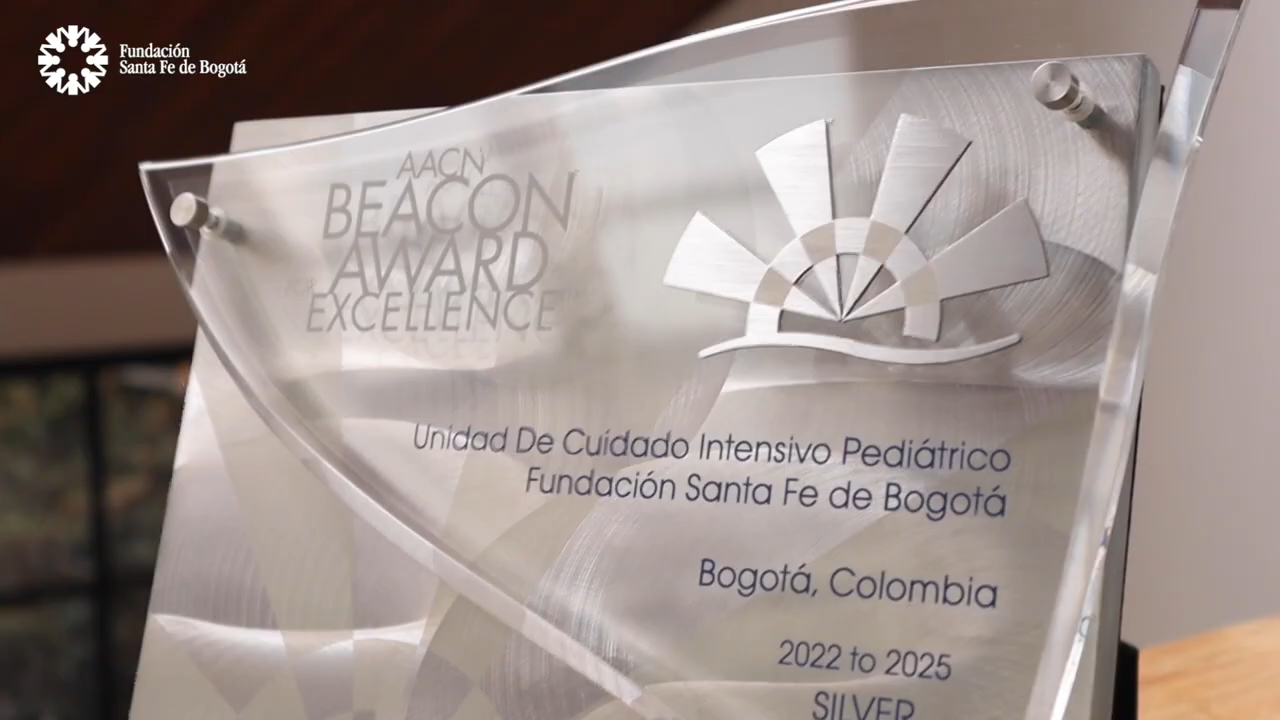 Fundación
Santa Fe de Bogotá
AACN
BEACON
AWARD
FOR
EXCELLENCE
Unidad De Cuidado Intensivo Pediátrico
Fundación Santa Fe de Bogotá
Bogotá, Colombia
2022 to 2025
SILVER